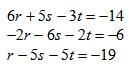 6r + 5s − 3t = −14
−2r − 6s − 2t = −6
r − 5s − 5t = −19